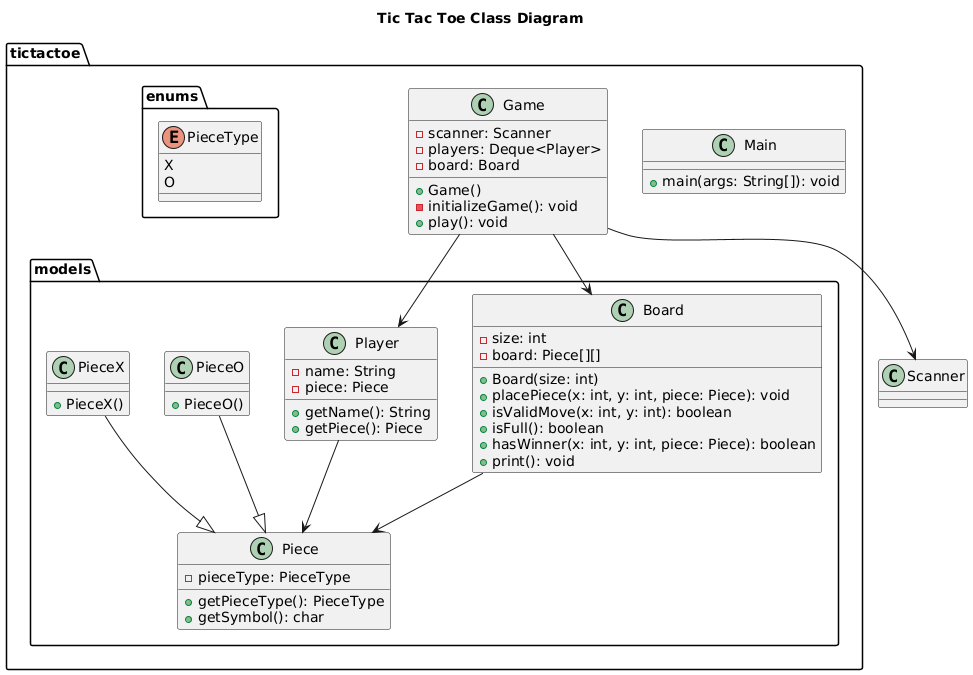 Tic Tac Toe Class Diagram
tictactoe
enums
E PieceType
X
O
C Game
scanner: Scanner
players: Deque<Player>
board: Board
Game()
initializeGame(): void
play(): void
C Main
main(args: String[]): void
models
C PieceX
PieceX()
C PieceO
PieceO()
C Player
name: String
piece: Piece
getName(): String
getPiece(): Piece
C Board
size: int
board: Piece[][]
Board(size: int)
placePiece(x: int, y: int, piece: Piece): void
isValidMove(x: int, y: int): boolean
isFull(): boolean
hasWinner(x: int, y: int, piece: Piece): boolean
print(): void
C Scanner
C Piece
pieceType: PieceType
getPieceType(): PieceType
getSymbol(): char